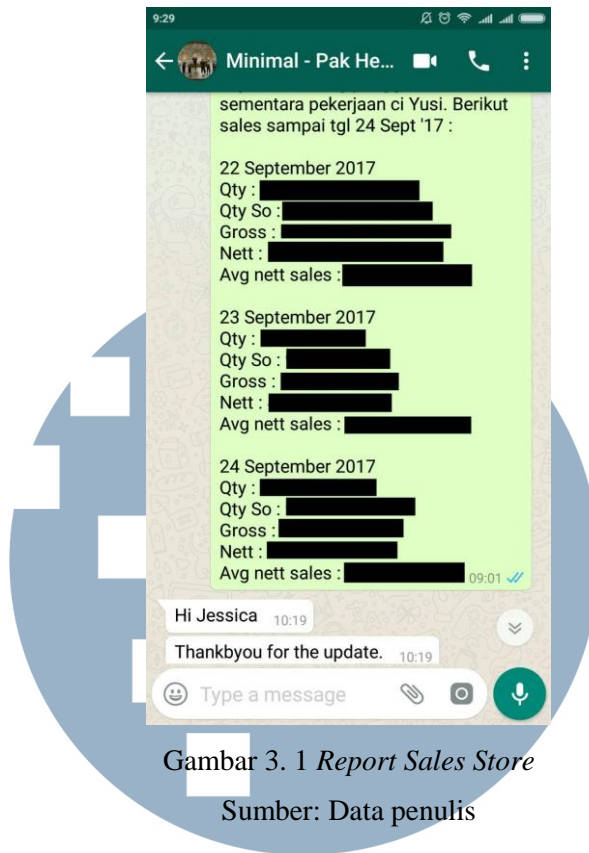 9:29
Minimal - Pak He...
sementara pekerjaan ci Yusi. Berikut
sales sampai tgl 24 Sept '17 :
22 September 2017
Qty :
Qty So :
Gross :
Nett :
Avg nett sales :
23 September 2017
Qty :
Qty So :
Gross :
Nett :
Avg nett sales :
24 September 2017
Qty :
Qty So :
Gross :
Nett :
Avg nett sales :
09:01
Hi Jessica 10:19
Thankbyou for the update. 10:19
Type a message
Gambar 3. 1 Report Sales Store
Sumber: Data penulis